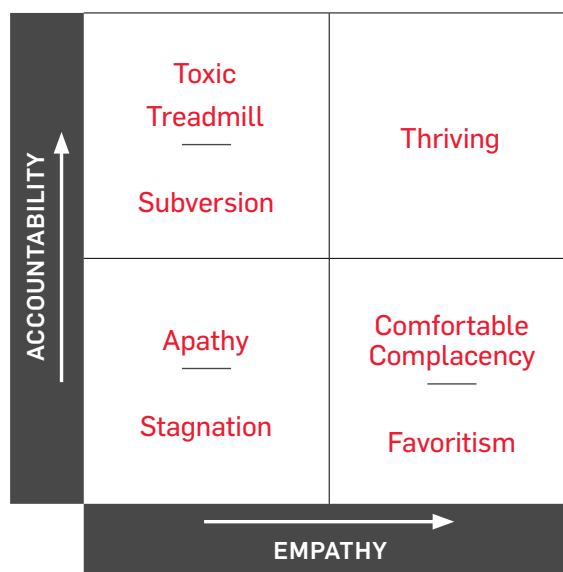 ACCOUNTABILITY
Toxic
Treadmill
Subversion
Thriving
Apathy
Stagnation
Comfortable
Complacency
Favoritism
EMPATHY